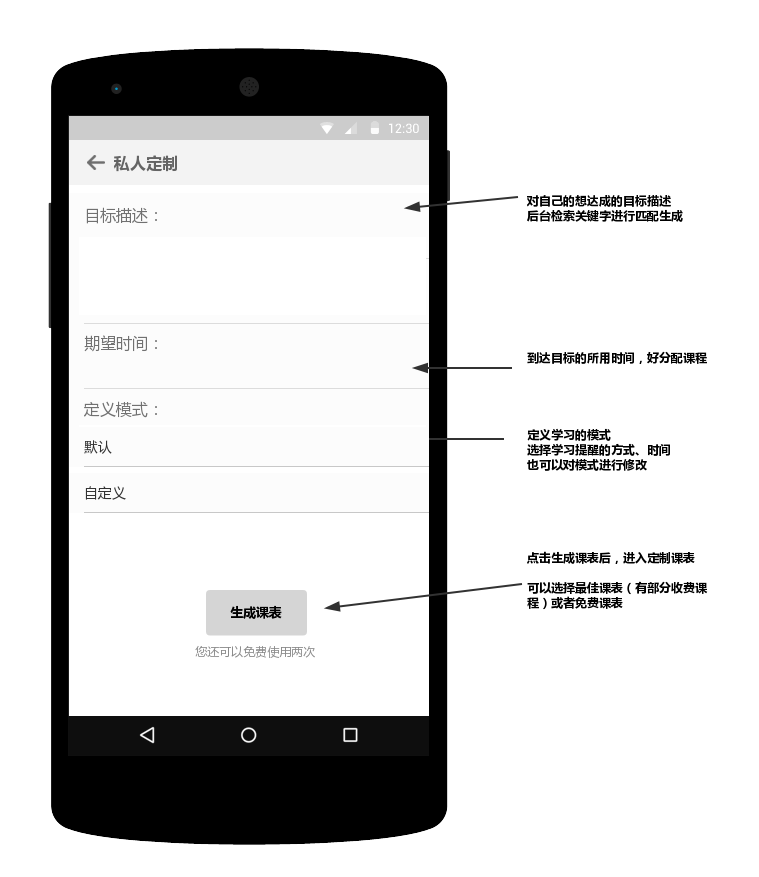 12:30
私人定制
目标描述：
对自己的想达成的目标描述
后台检索关键字进行匹配生成
期望时间：
到达目标的所用时间，好分配课程
定义模式：
默认
定义学习的模式
选择学习提醒的方式、时间
也可以对模式进行修改
自定义
点击生成课表后，进入定制课表
可以选择最佳课表（有部分收费课
程）或者免费课表
生成课表
您还可以免费使用两次